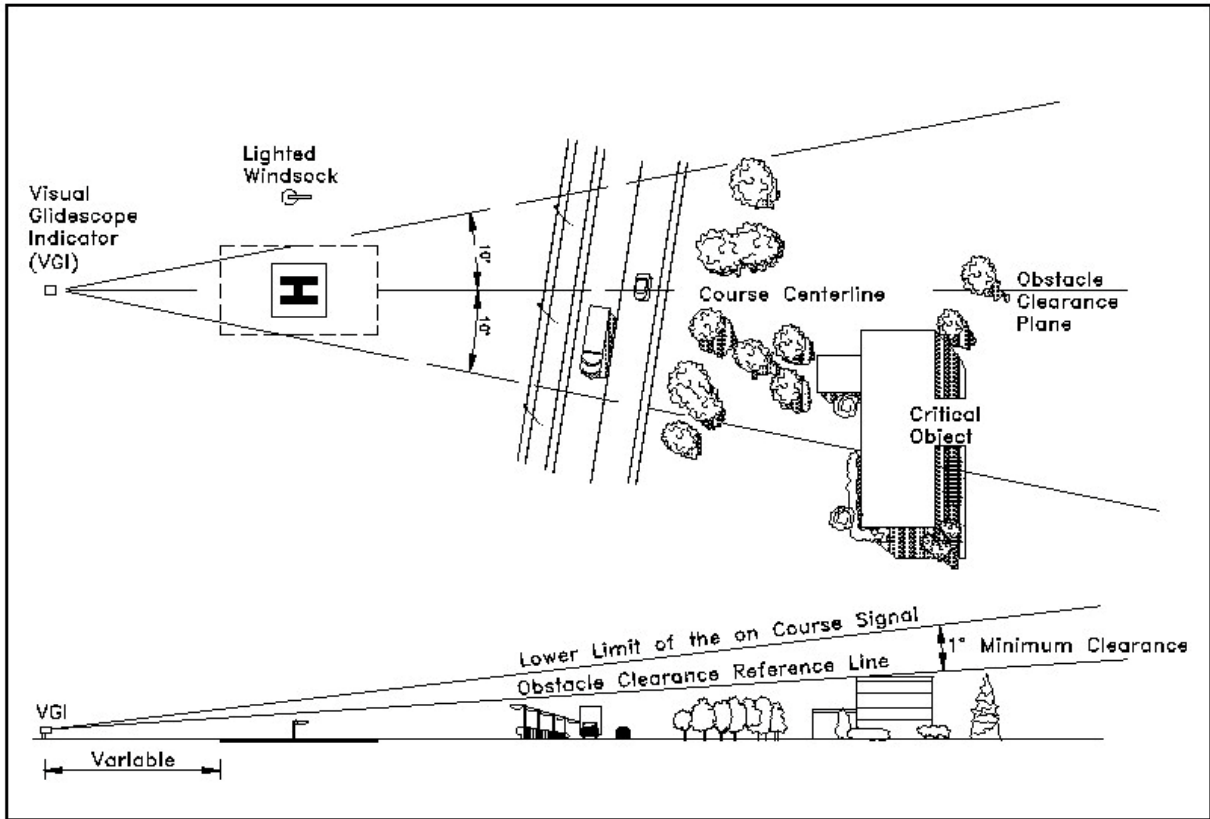 Lighted
Windsock
Visual
Glidescope
Indicator
(VGI)
H
10°
10°
Course Centerline
Obstacle
Clearance
Plane
Critical
Object
Lower Limit of the on Course Signal
1° Minimum Clearance
Obstacle Clearance Reference Line
VGI
Variable